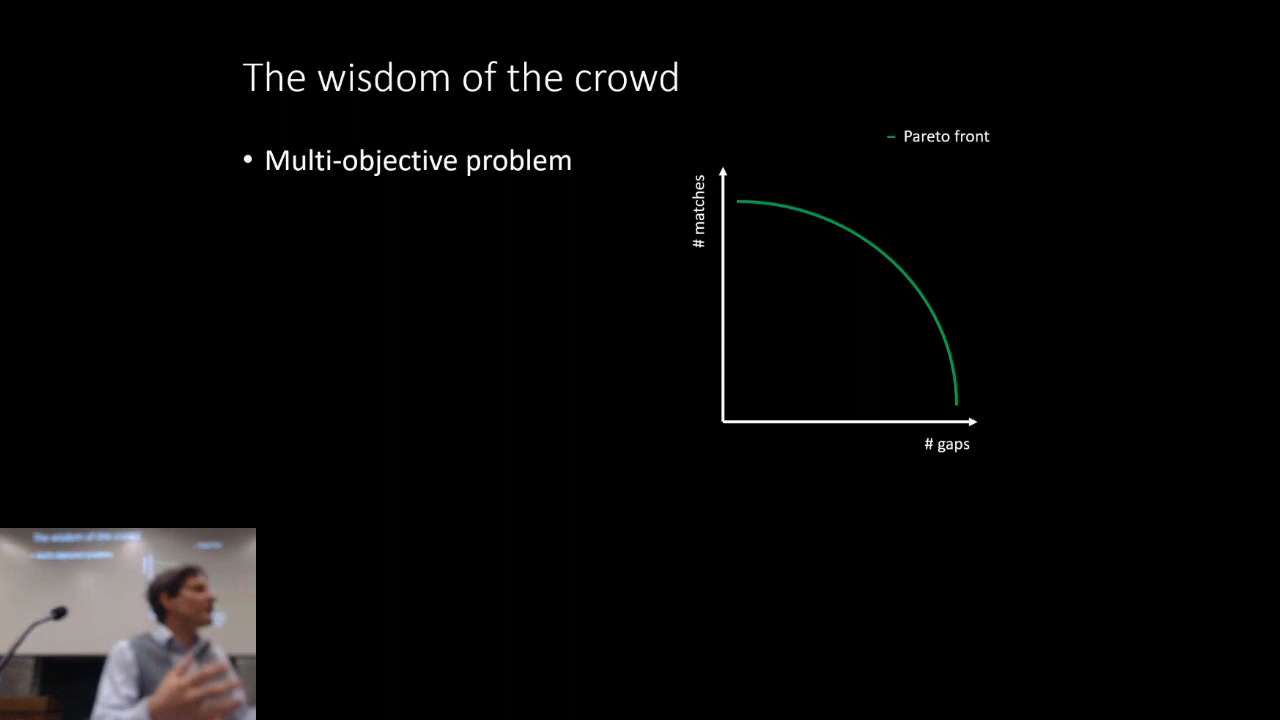 The wisdom of the crowd
• Multi-objective problem
– Pareto front
# matches
# gaps